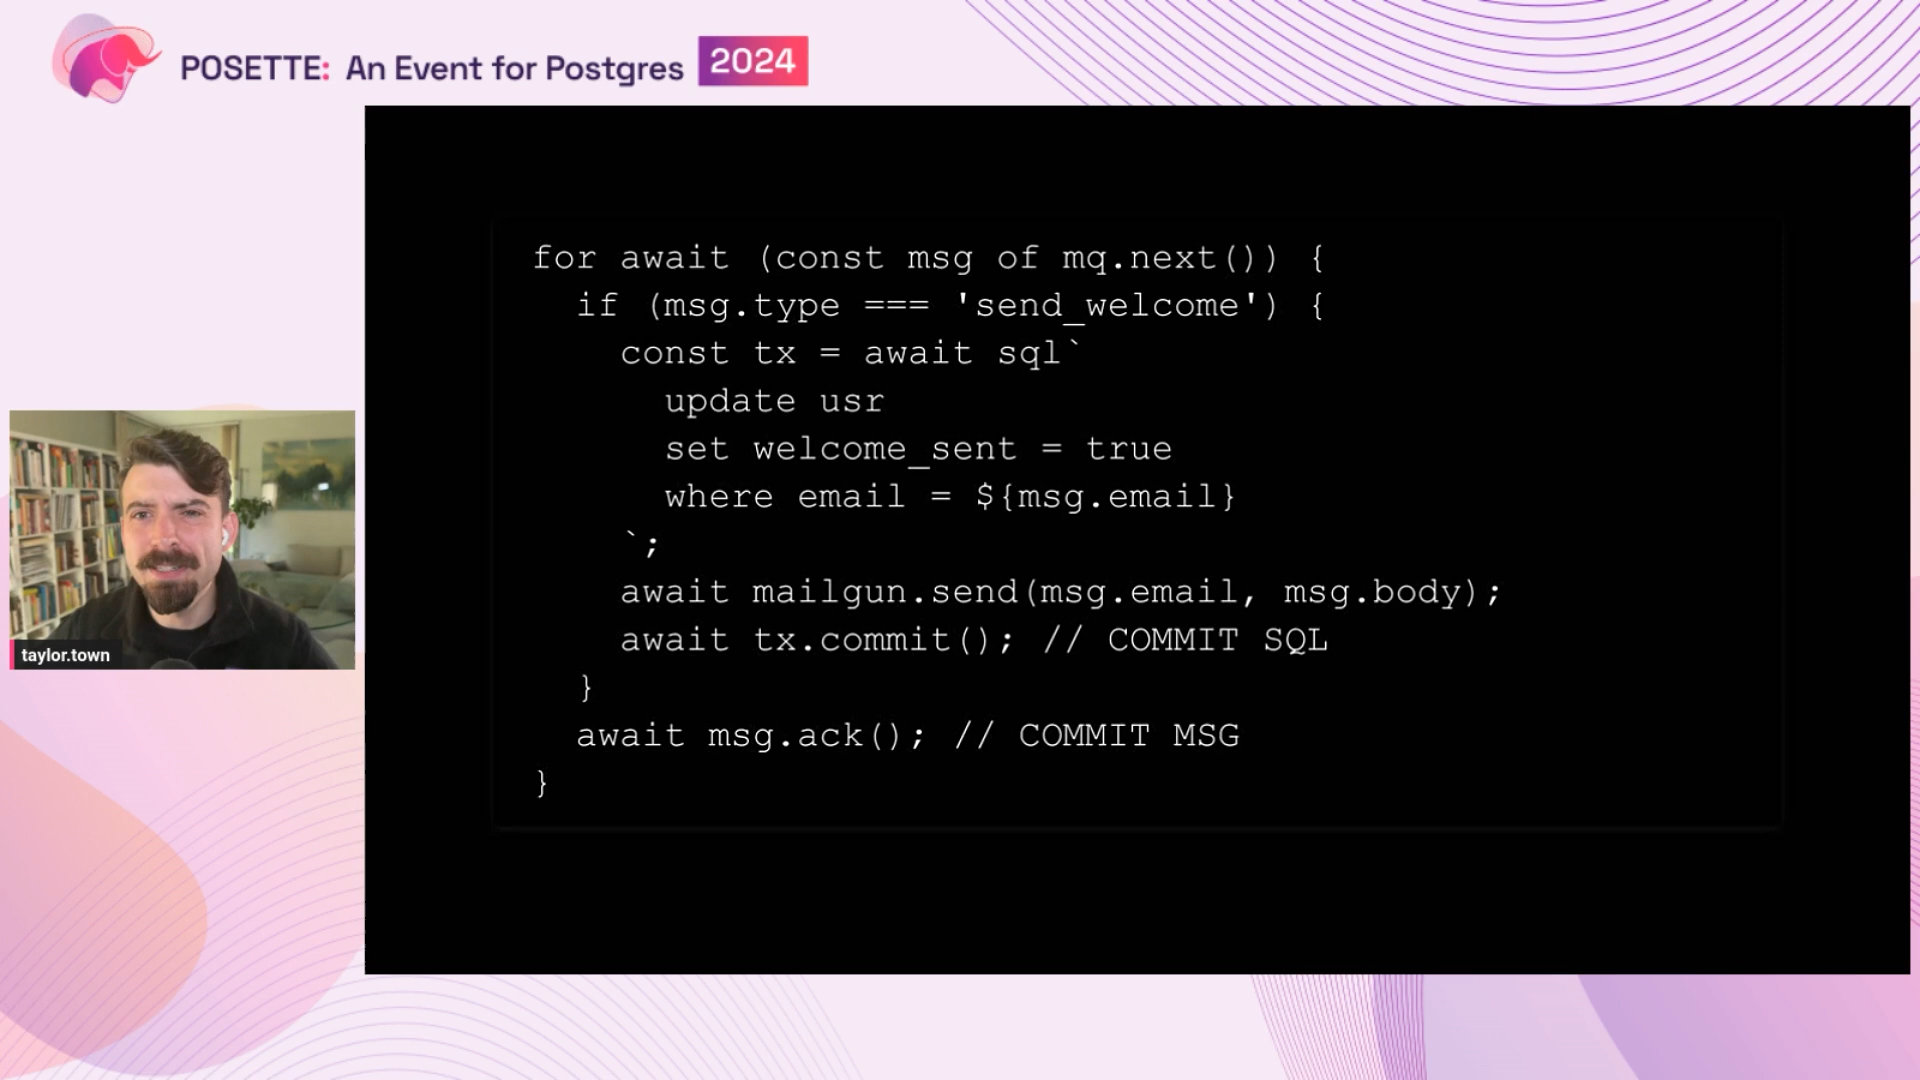 POSETTE: An Event for Postgres 2024
for await (const msg of mq.next()) {
  if (msg.type === 'send_welcome') {
    const tx = await sql`
      update usr
      set welcome_sent = true
      where email = ${msg.email}
    `;
    await mailgun.send(msg.email, msg.body);
    await tx.commit(); // COMMIT SQL
  }
  await msg.ack(); // COMMIT MSG
}
taylor.town